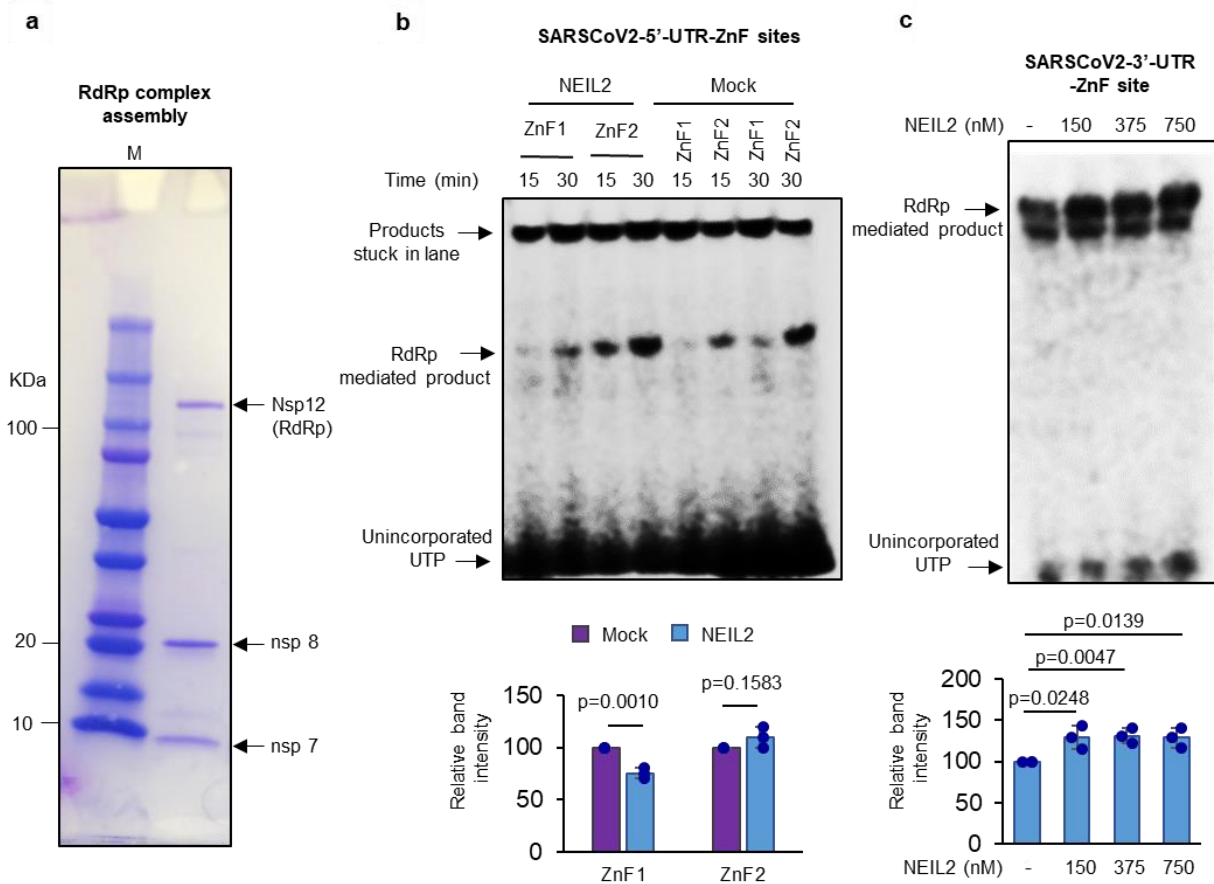 a
RdRp complex
assembly
M
KDa
100
20
10
Nsp12
(RdRp)
nsp 8
nsp 7
b
SARSCoV2-5’-UTR-ZnF sites
NEIL2 Mock
ZnF1 ZnF2 ZnF1 ZnF2 ZnF1 ZnF2
Time (min) 15 30 15 30 15 15 30 30
Products
stuck in lane
RdRp
mediated product
Unincorporated
UTP
Mock NEIL2
p=0.0010 p=0.1583
Relative band
intensity
150
100
50
0
ZnF1 ZnF2
c
SARSCoV2-3’-UTR
-ZnF site
NEIL2 (nM) - 150 375 750
RdRp
mediated product
Unincorporated
UTP
p=0.0139
p=0.0047
p=0.0248
Relative band
intensity
200
150
100
50
0
NEIL2 (nM) - 150 375 750